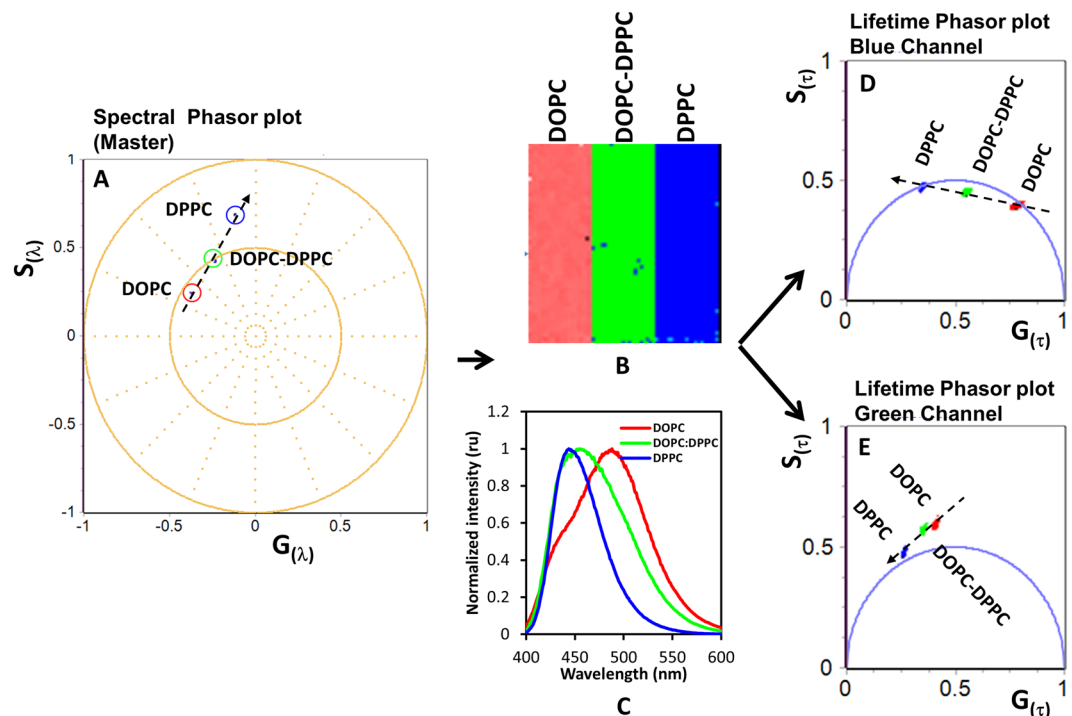 Spectral Phasor plot
(Master)
A
1
0.5
0
-0.5
-1
S(λ)
DPPC
DOPC-DPPC
DOPC
-1
-0.5
0
0.5
1
G(λ)
DOPC
DOPC-DPPC
DPPC
B
1.2
1
0.8
0.6
0.4
0.2
0
Normalized intensity (ru)
DOPC
DOPC:DPPC
DPPC
400
450
500
550
600
Wavelength (nm)
C
Lifetime Phasor plot
Blue Channel
D
S(τ)
1
0.5
0
DPPC
DOPC-DPPC
DOPC
0
0.5
1
G(τ)
Lifetime Phasor plot
Green Channel
E
S(τ)
1
0.5
0
DOPC
DPPC
DOPC-DPPC
0
0.5
1
G(τ)